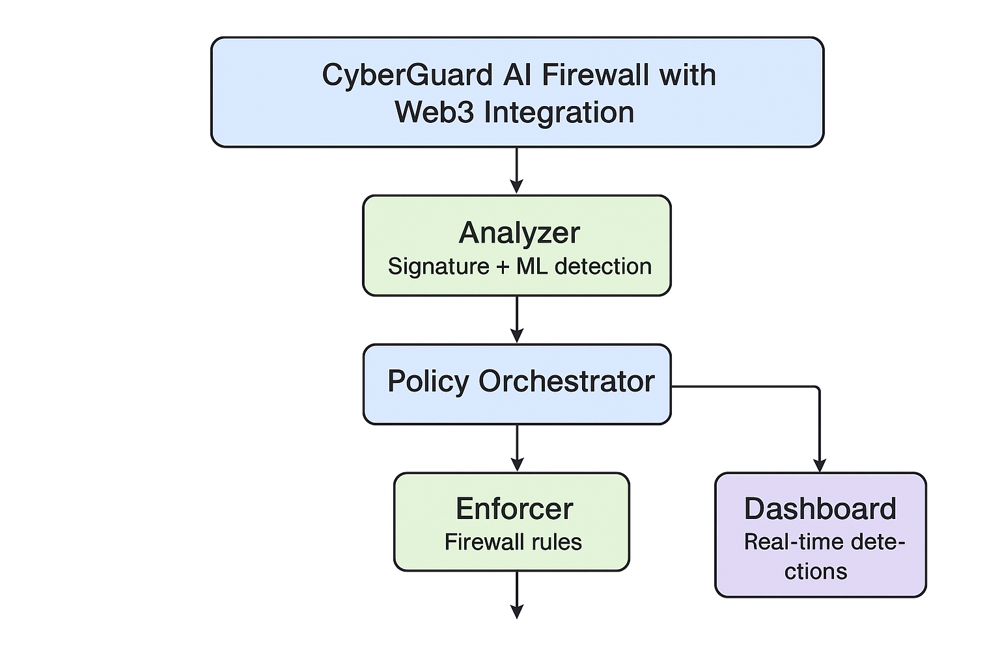 CyberGuard AI Firewall with
Web3 Integration
Analyzer
Signature + ML detection
Policy Orchestrator
Enforcer
Firewall rules
Dashboard
Real-time dete-
ctions